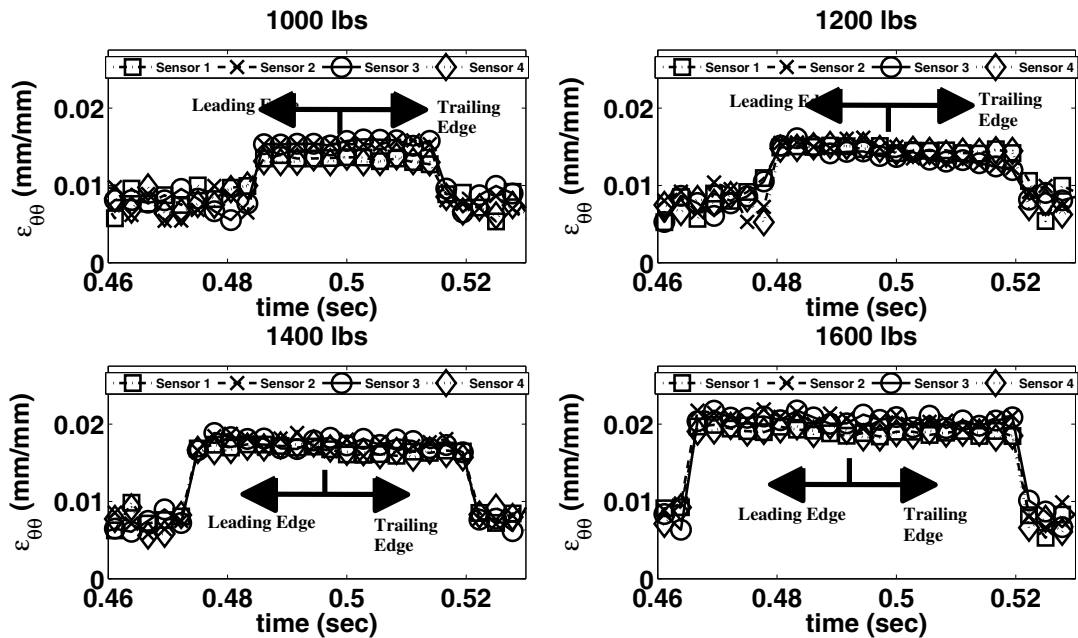 1000 lbs
Sensor 1 Sensor 2 Sensor 3 Sensor 4
Leading Edge
Trailing
Edge
0.02
0.01
0
ε_θθ (mm/mm)
0.46 0.48 0.5 0.52
time (sec)
1200 lbs
Sensor 1 Sensor 2 Sensor 3 Sensor 4
Leading Edge
Trailing
Edge
0.02
0.01
0
ε_θθ (mm/mm)
0.46 0.48 0.5 0.52
time (sec)
1400 lbs
Sensor 1 Sensor 2 Sensor 3 Sensor 4
0.02
0.01
0
ε_θθ (mm/mm)
Leading Edge
Trailing
Edge
0.46 0.48 0.5 0.52
time (sec)
1600 lbs
Sensor 1 Sensor 2 Sensor 3 Sensor 4
0.02
0.01
0
ε_θθ (mm/mm)
Leading Edge
Trailing
Edge
0.46 0.48 0.5 0.52
time (sec)